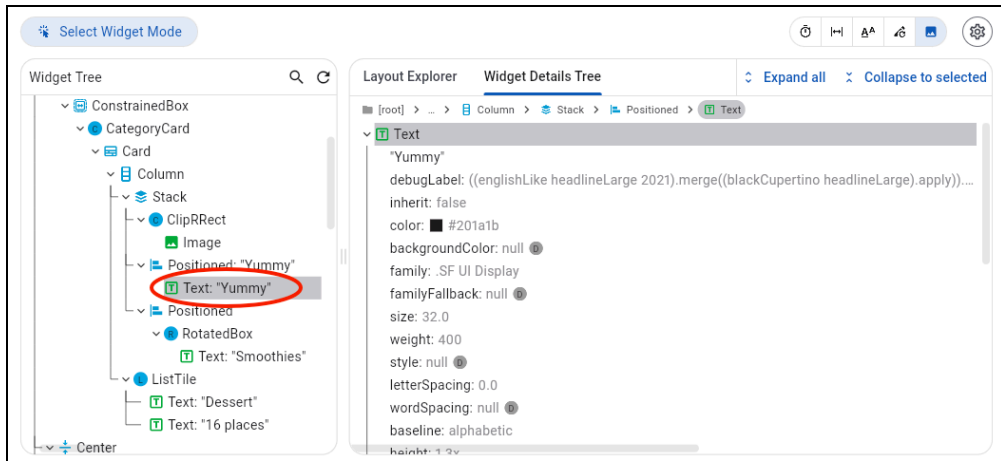 Select Widget Mode
Widget Tree
ConstrainedBox
CategoryCard
Card
Column
Stack
ClipRRect
Image
Positioned: "Yummy"
Text: "Yummy"
Positioned
RotatedBox
Text: "Smoothies"
ListTile
Text: "Dessert"
Text: "16 places"
Center
Layout Explorer Widget Details Tree Expand all Collapse to selected
[root] > ... > Column > Stack > Positioned > Text
Text
"Yummy"
debugLabel: ((englishLike headlineLarge 2021).merge((blackCupertino headlineLarge).apply))....
inherit: false
color: #201a1b
backgroundColor: null D
family: .SF UI Display
familyFallback: null D
size: 32.0
weight: 400
style: null D
letterSpacing: 0.0
wordSpacing: null D
baseline: alphabetic
height: 1.3x